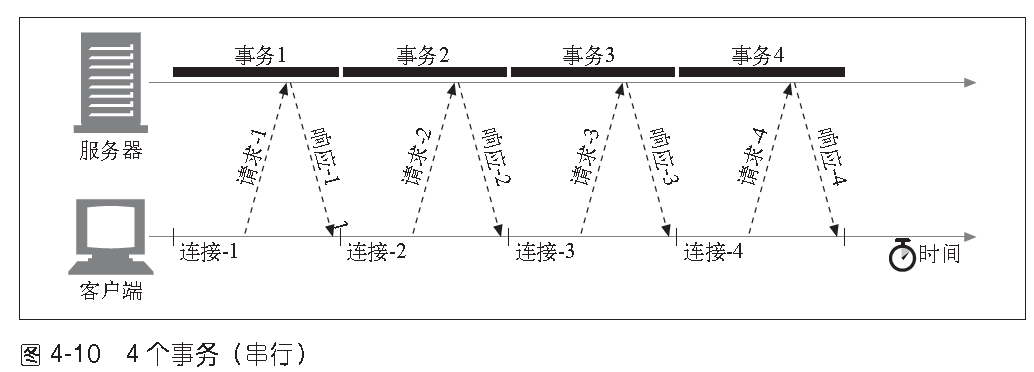 事务1 事务2 事务3 事务4
服务器
请求-1 响应-1 请求-2 响应-2 请求-3 响应-3 请求-4 响应-4
连接-1 连接-2 连接-3 连接-4 时间
客户端
图 4-10 4 个事务（串行）